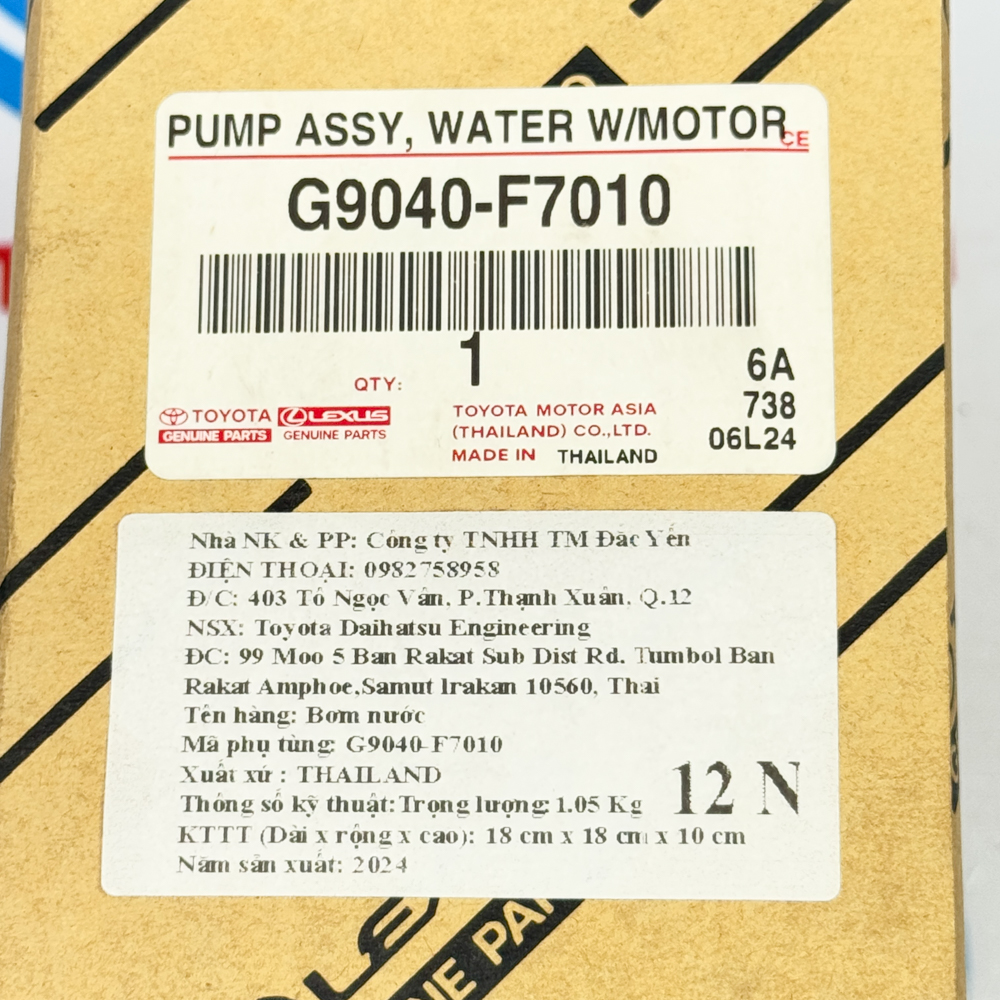 PUMP ASSY, WATER W/MOTOR
CE
G9040-F7010
QTY: 1
6A
738
06L24
TOYOTA
GENUINE PARTS
LEXUS
GENUINE PARTS
TOYOTA MOTOR ASIA
(THAILAND) CO.,LTD.
MADE IN THAILAND
Nhà NK & PP: Công ty TNHH TM Đắc Yến
ĐIỆN THOẠI: 0982758958
Đ/C: 403 Tô Ngọc Vân, P.Thạnh Xuân, Q.12
NSX: Toyota Daihatsu Engineering
ĐC: 99 Moo 5 Ban Rakat Sub Dist Rd. Tumbol Ban
Rakat Amphoe,Samut Irakan 10560, Thai
Tên hàng: Bơm nước
Mã phụ tùng: G9040-F7010
Xuất xứ : THAILAND
Thông số kỹ thuật: Trọng lượng: 1.05 Kg
12 N
KTTT (Dài x rộng x cao): 18 cm x 18 cm x 10 cm
Năm sản xuất: 2024